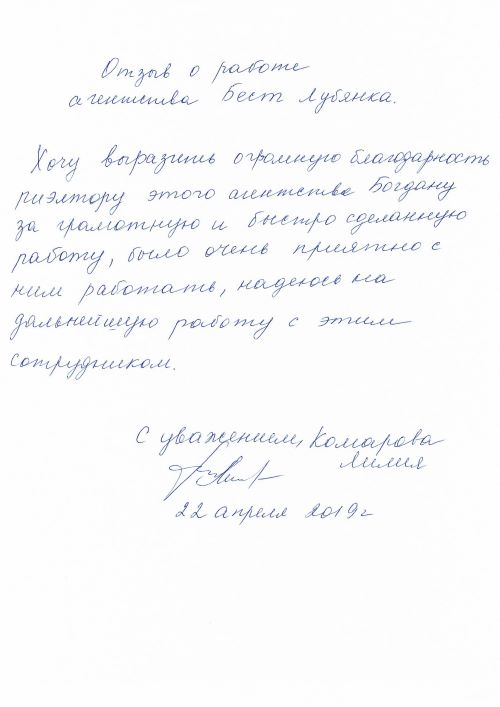 Отзыв о работе
агентства Бест Лубянка.
Хочу выразить огромную благодарность
риэлтору этого агентства Богдану
за грамотную и быстро сделанную
работу, было очень приятно с
ним работать, надеюсь на
дальнейшую работу с этим
сотрудником.
С уважением, Комарова
Лилия
22 апреля 2019г